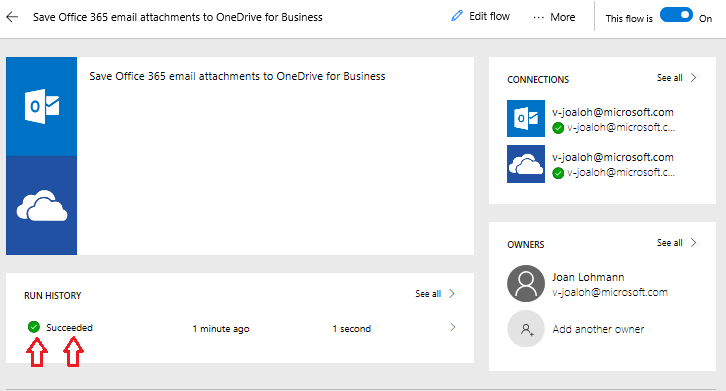 Save Office 365 email attachments to OneDrive for Business
Edit flow
··· More
This flow is
On
Save Office 365 email attachments to OneDrive for Business
CONNECTIONS
See all
v-joaloh@microsoft.com
v-joaloh@microsoft.c...
v-joaloh@microsoft.com
v-joaloh@microsoft.c...
OWNERS
See all
Joan Lohmann
v-joaloh@microsoft.com
Add another owner
RUN HISTORY
See all
Succeeded
1 minute ago
1 second